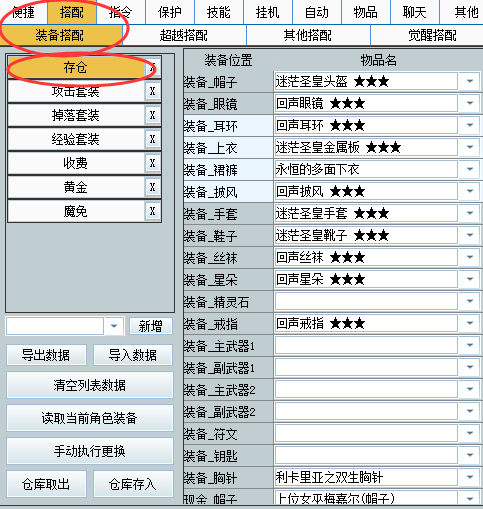 便捷 搭配 指令 保护 技能 挂机 自动 物品 聊天 其他
装备搭配 超越搭配 其他搭配 觉醒搭配
存仓 X
攻击套装 X
掉落套装 X
经验套装 X
收费 X
黄金 X
魔免 X
新增
导出数据 导入数据
清空列表数据
读取当前角色装备
手动执行更换
仓库取出 仓库存入
装备位置 物品名
装备_帽子 迷茫圣皇头盔 ★★★
装备_眼镜 回声眼镜 ★★★
装备_耳环 回声耳环 ★★★
装备_上衣 迷茫圣皇金属板 ★★★
装备_裙裤 永恒的多面下衣
装备_披风 回声披风 ★★★
装备_手套 迷茫圣皇手套 ★★★
装备_鞋子 迷茫圣皇靴子 ★★★
装备_丝袜 回声丝袜 ★★★
装备_星朵 回声星朵 ★★★
装备_精灵石
装备_戒指 回声戒指 ★★★
装备_主武器1
装备_副武器1
装备_主武器2
装备_副武器2
装备_符文
装备_钥匙
装备_胸针 利卡里亚之双生胸针
现金_帽子 上位女巫梅嘉尔(帽子)